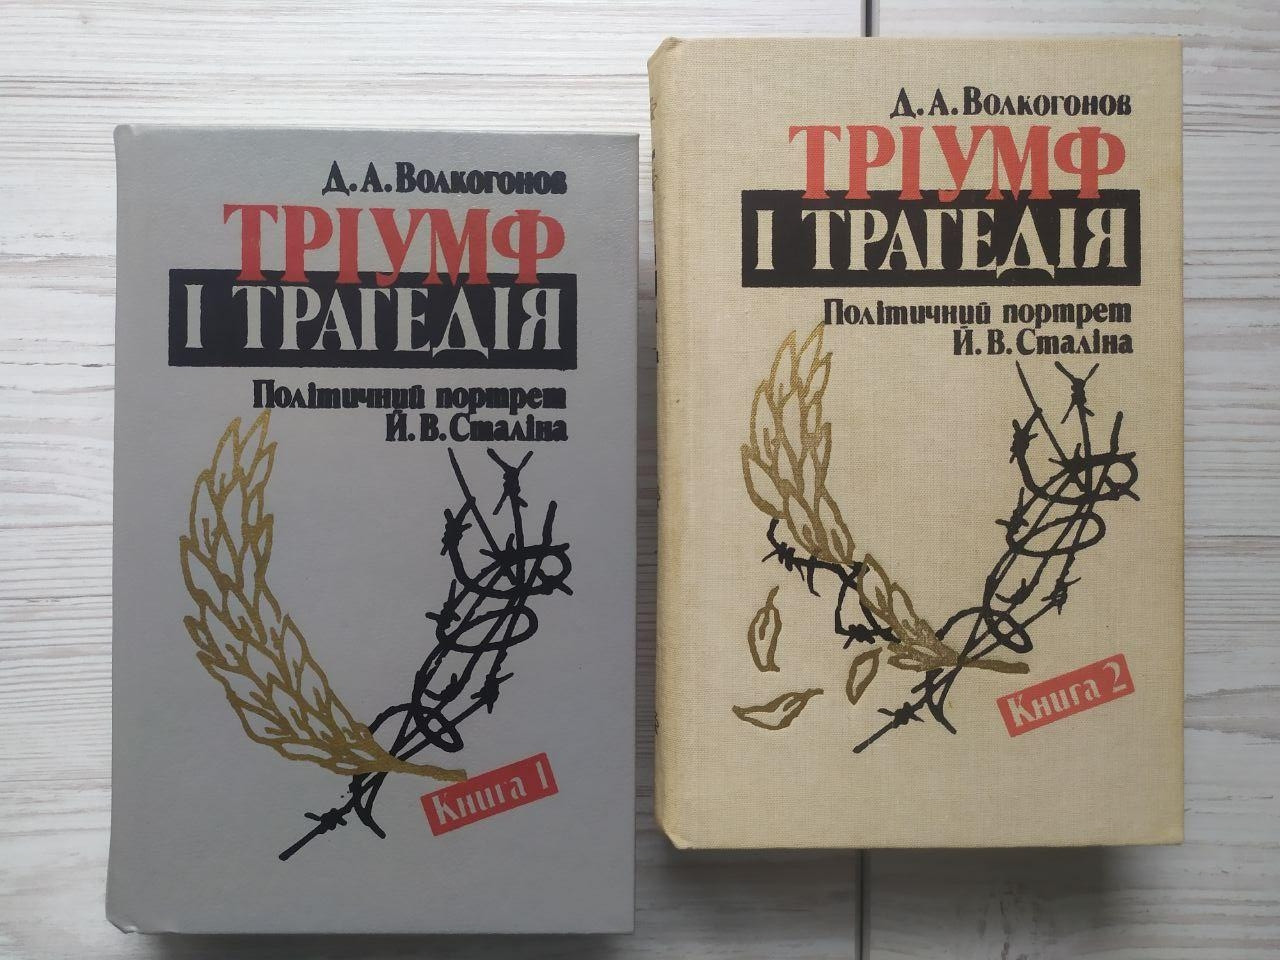 Д. А. Волкогонов
ТРІУМФ
І ТРАГЕДІЯ
Політичний портрет
Й. В. Сталіна
Книга 1
Д. А. Волкогонов
ТРІУМФ
І ТРАГЕДІЯ
Політичний портрет
Й. В. Сталіна
Книга 2